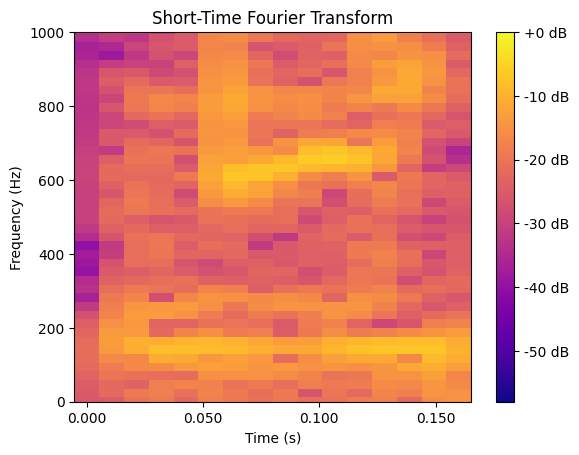 Short-Time Fourier Transform
1000
800
600
400
200
0
Frequency (Hz)
0.000
0.050
0.100
0.150
Time (s)
+0 dB
-10 dB
-20 dB
-30 dB
-40 dB
-50 dB